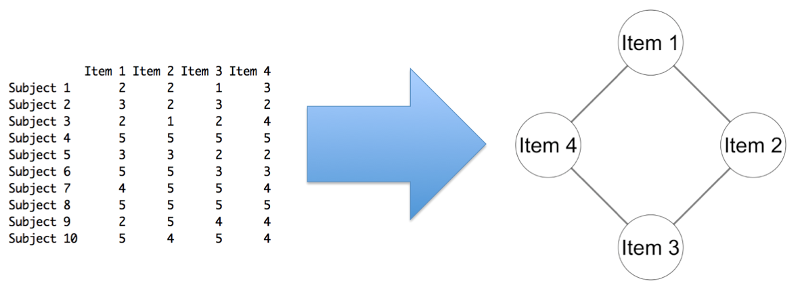 Item 1 Item 2 Item 3 Item 4
Subject 1 2 2 1 3
Subject 2 3 2 3 2
Subject 3 2 1 2 4
Subject 4 5 5 5 5
Subject 5 3 3 2 2
Subject 6 5 5 3 3
Subject 7 4 5 5 4
Subject 8 5 5 5 5
Subject 9 2 5 4 4
Subject 10 5 4 5 4
Item 1
Item 4
Item 2
Item 3